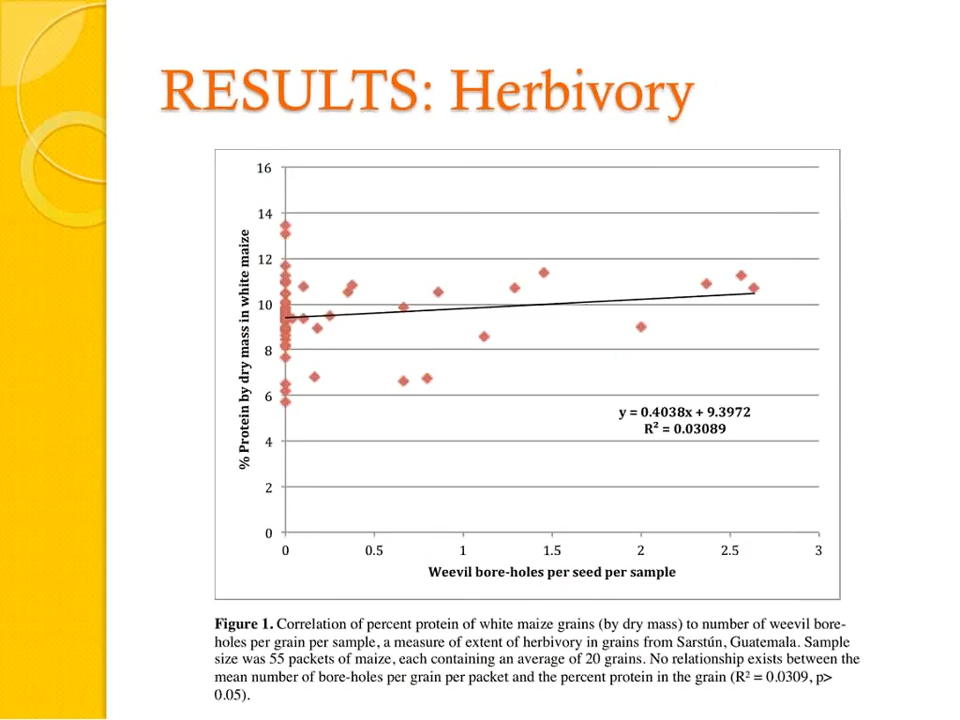 RESULTS: Herbivory
16
14
12
10
8
6
4
2
0
% Protein by dry mass in white maize
y = 0.4038x + 9.3972
R² = 0.03089
0 0.5 1 1.5 2 2.5 3
Weevil bore-holes per seed per sample
Figure 1. Correlation of percent protein of white maize grains (by dry mass) to number of weevil bore-
holes per grain per sample, a measure of extent of herbivory in grains from Sarstún, Guatemala. Sample
size was 55 packets of maize, each containing an average of 20 grains. No relationship exists between the
mean number of bore-holes per grain per packet and the percent protein in the grain (R² = 0.0309, p>
0.05).